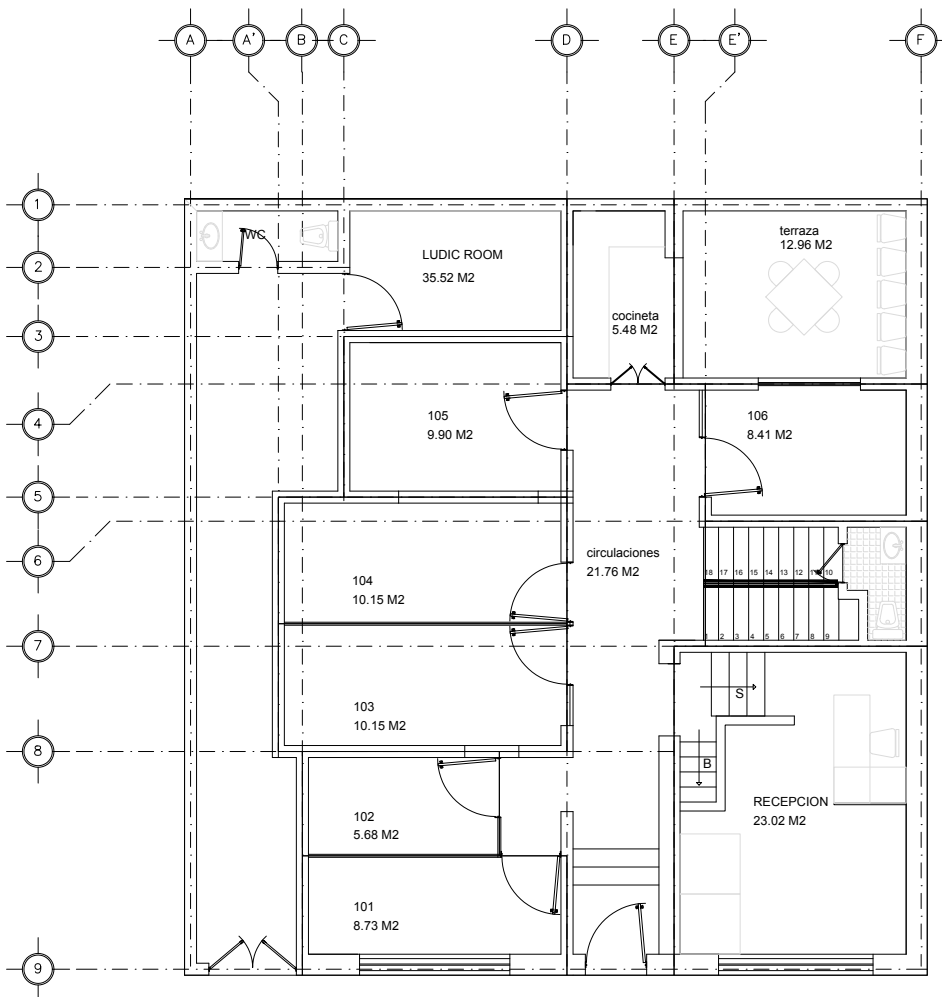 A A' B C D E E' F
1
WC
terraza
12.96 M2
LUDIC ROOM
35.52 M2
2
cocineta
5.48 M2
3
105
9.90 M2
106
8.41 M2
4
5
circulaciones
21.76 M2
6
18 17 16 15 14 13 12 11 10
104
10.15 M2
1 2 3 4 5 6 7 8 9
7
S
103
10.15 M2
8
B
RECEPCION
23.02 M2
102
5.68 M2
101
8.73 M2
9